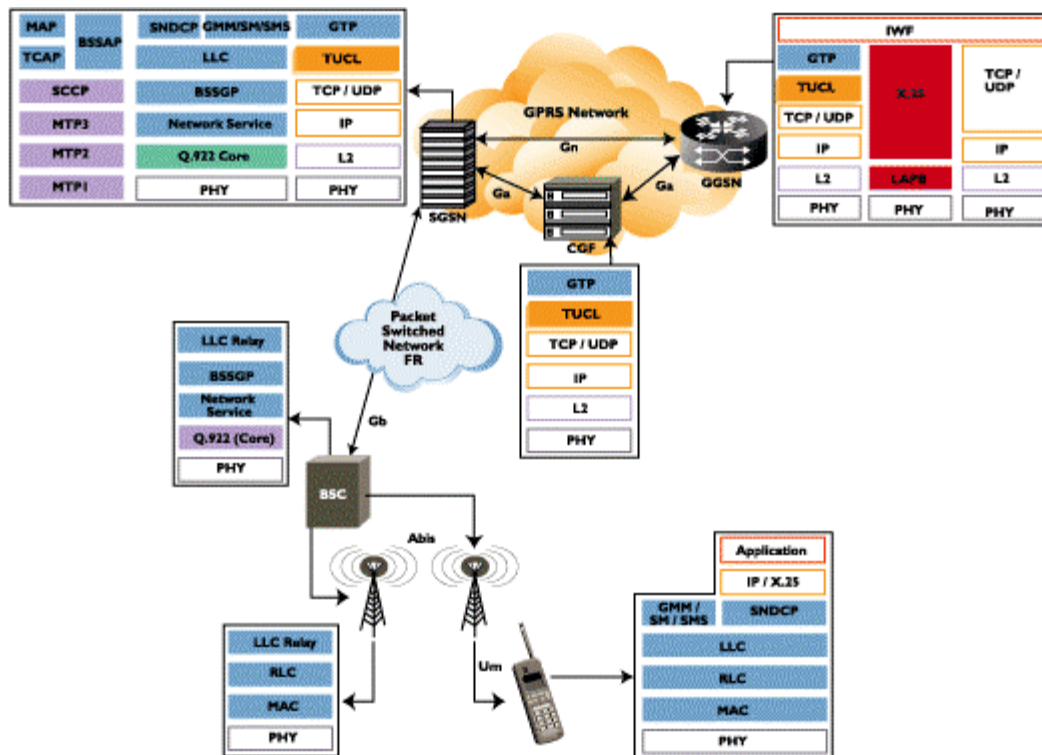 MAP
BSSAP
SNDCP
GMM/SM/SMS
GTP
TCAP
LLC
TUCL
SCCP
BSSGP
TCP / UDP
MTP3
Network Service
IP
MTP2
Q.922 Core
L2
MTP1
PHY
PHY
IWF
GTP
X.25
TCP /
UDP
TUCL
TCP / UDP
IP
IP
L2
LAPB
L2
PHY
PHY
PHY
GPRS Network
Gn
Ga
Ga
SGSN
GGSN
CGF
GTP
TUCL
TCP / UDP
IP
L2
PHY
Packet
Switched
Network
FR
Gb
LLC Relay
BSSGP
Network
Service
Q.922 (Core)
PHY
BSC
Abis
Um
LLC Relay
RLC
MAC
PHY
Application
IP / X.25
GMM /
SM / SMS
SNDCP
LLC
RLC
MAC
PHY